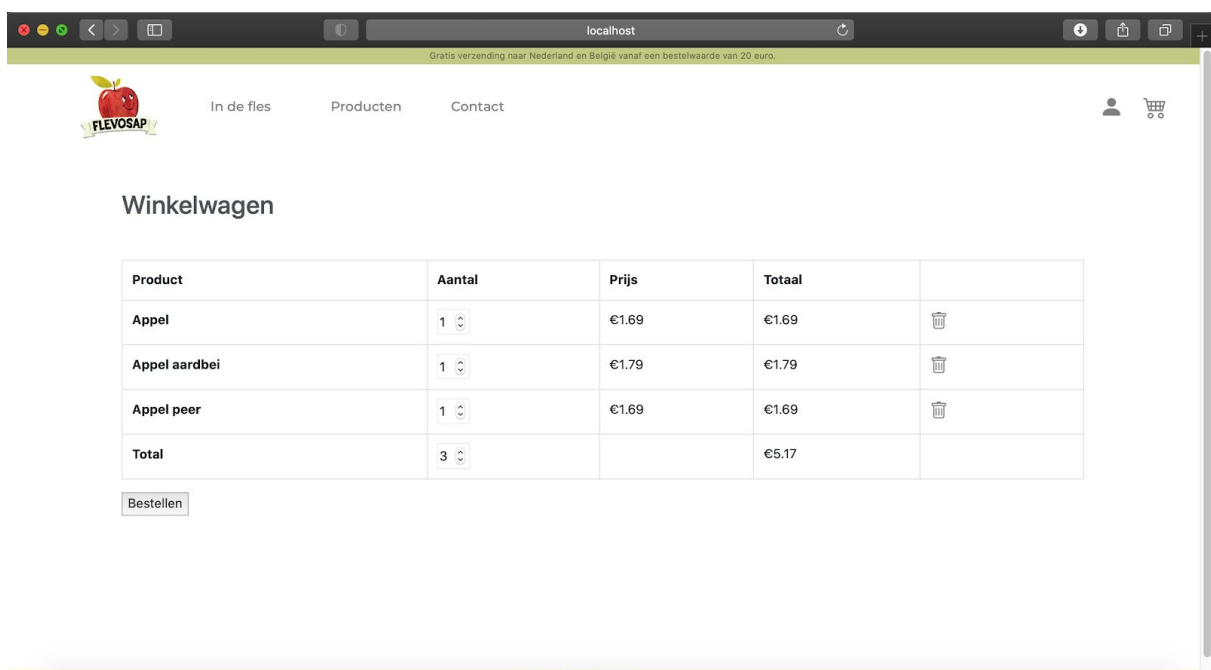 localhost
Gratis verzending naar Nederland en België vanaf een bestelwaarde van 20 euro.
FLEVOSAP
In de fles Producten Contact
Winkelwagen
Product Aantal Prijs Totaal
Appel 1 €1.69 €1.69
Appel aardbei 1 €1.79 €1.79
Appel peer 1 €1.69 €1.69
Total 3 €5.17
Bestellen